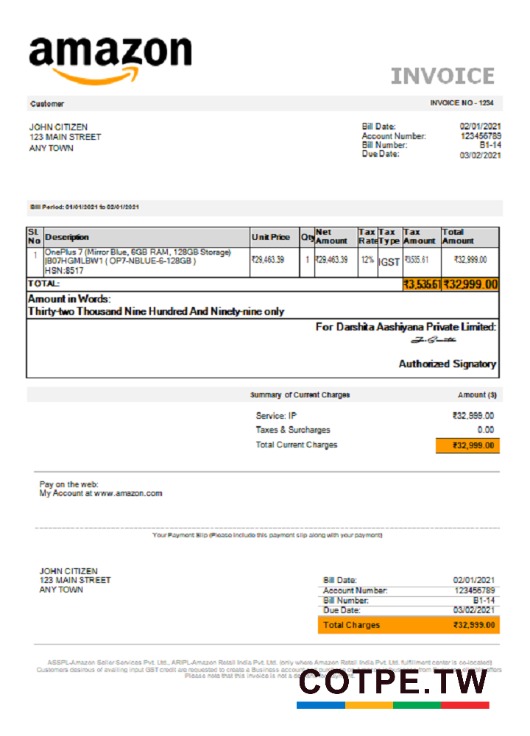 amazon
INVOICE
Customer INVOICE NO - 1234
JOHN CITIZEN
123 MAIN STREET
ANY TOWN
Bill Date: 02/01/2021
Account Number: 123456789
Bill Number: B1-14
Due Date: 03/02/2021
Bill Period: 01/01/2021 to 02/01/2021
SI. No Description Unit Price Qty Net Amount Tax Rate Tax Type Tax Amount Total Amount
1 OnePlus 7 (Mirror Blue, 6GB RAM, 128GB Storage) ₹29,463.39 1 ₹29,463.39 12% IGST ₹3535.61 ₹32,999.00
|B07HGMLBW1 ( OP7-NBLUE-6-128GB )
HSN:8517
TOTAL: ₹3,535.61 ₹32,999.00
Amount in Words:
Thirty-two Thousand Nine Hundred And Ninety-nine only
For Darshita Aashiyana Private Limited:
Authorized Signatory
Summary of Current Charges Amount ($)
Service: IP ₹32,999.00
Taxes & Surcharges 0.00
Total Current Charges ₹32,999.00
Pay on the web:
My Account at www.amazon.com
Your Payment Slip (Please include this payment slip along with your payment)
JOHN CITIZEN
123 MAIN STREET
ANY TOWN
Bill Date: 02/01/2021
Account Number: 123456789
Bill Number: B1-14
Due Date: 03/02/2021
Total Charges ₹32,999.00
ASSPL-Amazon Seller Services Pvt. Ltd., ARIPL-Amazon Retail India Pvt. Ltd. (only where Amazon Retail India Pvt. Ltd. fulfillment center is co-located)
Customers desirous of availing input GST credit are requested to create a Business account
Please note that this invoice is not a
COTPE.TW